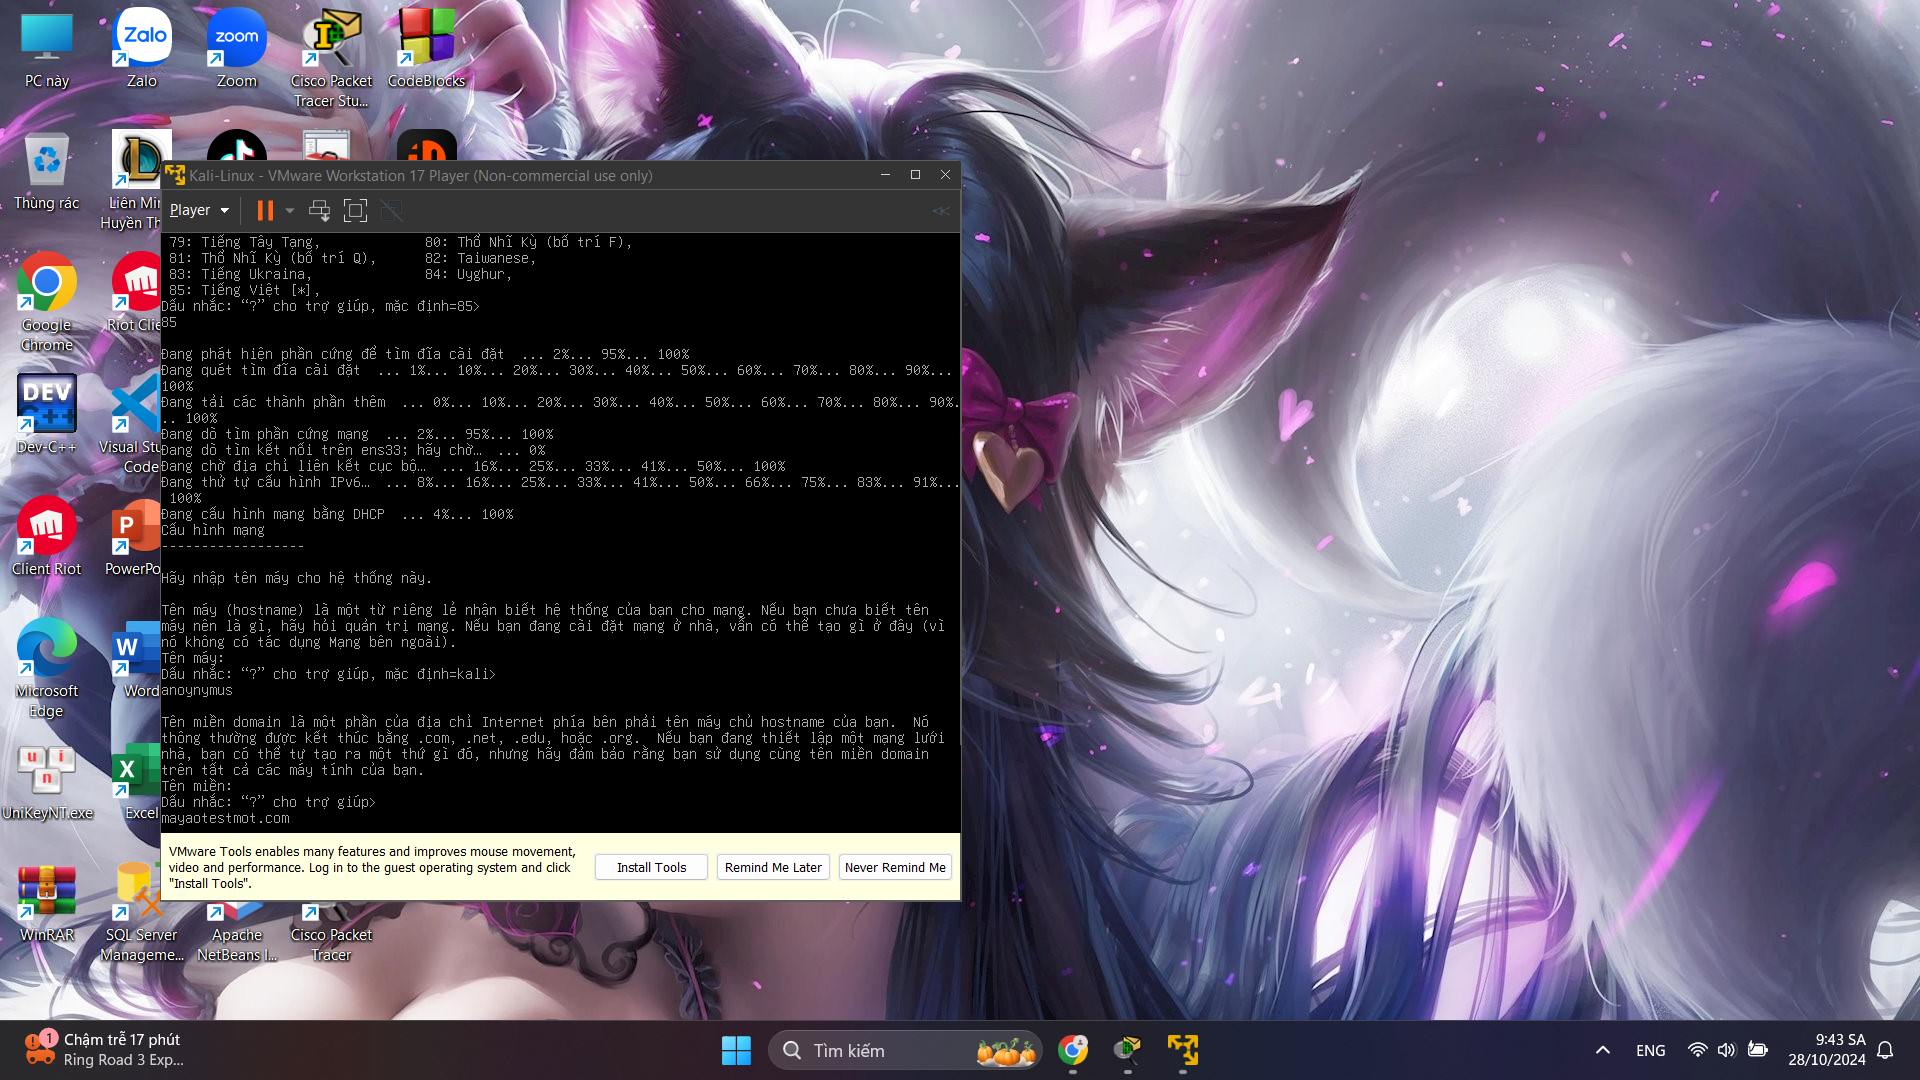 PC này
Zalo
Zalo
zoom
Zoom
Cisco Packet
Tracer Stu...
CodeBlocks
Thùng rác
Liên Min
Huyền Th
Google
Chrome
Riot Clie
DEV
C++
Dev-C++
Visual Stu
Code
Client Riot
P
PowerPo
Microsoft
Edge
W
Word
u i
n
UniKeyNT.exe
X
Excel
WinRAR
SQL Server
Manageme...
Apache
NetBeans I...
Cisco Packet
Tracer
Kali-Linux - VMware Workstation 17 Player (Non-commercial use only)
Player
79: Tiếng Tây Tạng, 80: Thổ Nhĩ Kỳ (bố trí F),
81: Thổ Nhĩ Kỳ (bố trí Q), 82: Taiwanese,
83: Tiếng Ukraina, 84: Uyghur,
85: Tiếng Việt [*],
Dấu nhắc: “?” cho trợ giúp, mặc định=85>
85
Đang phát hiện phần cứng để tìm đĩa cài đặt ... 2%... 95%... 100%
Đang quét tìm đĩa cài đặt ... 1%... 10%... 20%... 30%... 40%... 50%... 60%... 70%... 80%... 90%...
100%
Đang tải các thành phần thêm ... 0%... 10%... 20%... 30%... 40%... 50%... 60%... 70%... 80%... 90%.
.. 100%
Đang dò tìm phần cứng mạng ... 2%... 95%... 100%
Đang dò tìm kết nối trên ens33; hãy chờ… ... 0%
Đang chờ địa chỉ liên kết cục bộ… ... 16%... 25%... 33%... 41%... 50%... 100%
Đang thử tự cấu hình IPv6… ... 8%... 16%... 25%... 33%... 41%... 50%... 66%... 75%... 83%... 91%...
100%
Đang cấu hình mạng bằng DHCP ... 4%... 100%
Cấu hình mạng
------------------
Hãy nhập tên máy cho hệ thống này.
Tên máy (hostname) là một từ riêng lẻ nhận biết hệ thống của bạn cho mạng. Nếu bạn chưa biết tên
máy nên là gì, hãy hỏi quản trị mạng. Nếu bạn đang cài đặt mạng ở nhà, vẫn có thể tạo gì ở đây (vì
nó không có tác dụng Mạng bên ngoài).
Tên máy:
Dấu nhắc: “?” cho trợ giúp, mặc định=kali>
anoynymus
Tên miền domain là một phần của địa chỉ Internet phía bên phải tên máy chủ hostname của bạn. Nó
thông thường được kết thúc bằng .com, .net, .edu, hoặc .org. Nếu bạn đang thiết lập một mạng lưới
nhà, bạn có thể tự tạo ra một thứ gì đó, nhưng hãy đảm bảo rằng bạn sử dụng cùng tên miền domain
trên tất cả các máy tính của bạn.
Tên miền:
Dấu nhắc: “?” cho trợ giúp>
mayaotestmot.com
VMware Tools enables many features and improves mouse movement,
video and performance. Log in to the guest operating system and click
"Install Tools".
Install Tools
Remind Me Later
Never Remind Me
1
Chậm trễ 17 phút
Ring Road 3 Exp...
Tìm kiếm
ENG
9:43 SA
28/10/2024